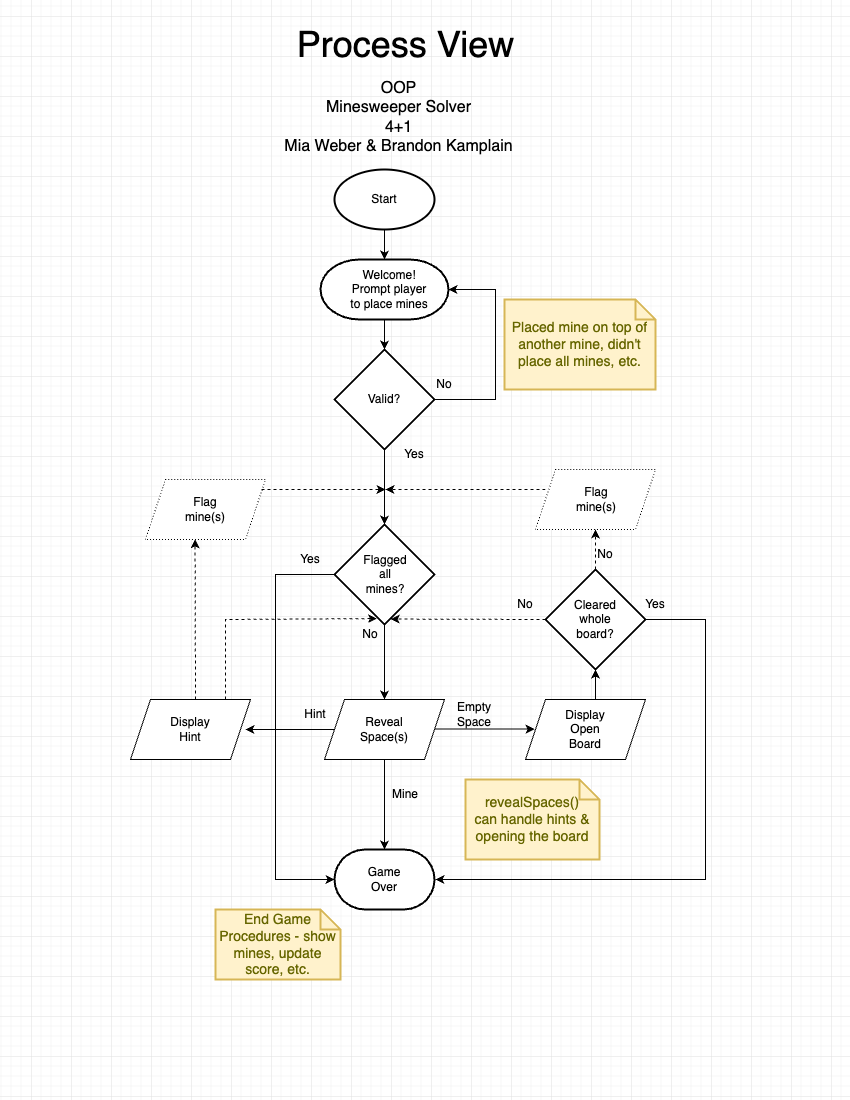 Process View
OOP
Minesweeper Solver
4+1
Mia Weber & Brandon Kamplain
Start
Welcome!
Prompt player
to place mines
Placed mine on top of
another mine, didn't
place all mines, etc.
Valid?
No
Yes
Flag
mine(s)
Flag
mine(s)
Yes
Flagged
all
mines?
No
No
Cleared
whole
board?
Yes
No
Display
Hint
Hint
Reveal
Space(s)
Empty
Space
Display
Open
Board
Mine
revealSpaces()
can handle hints &
opening the board
Game
Over
End Game
Procedures - show
mines, update
score, etc.